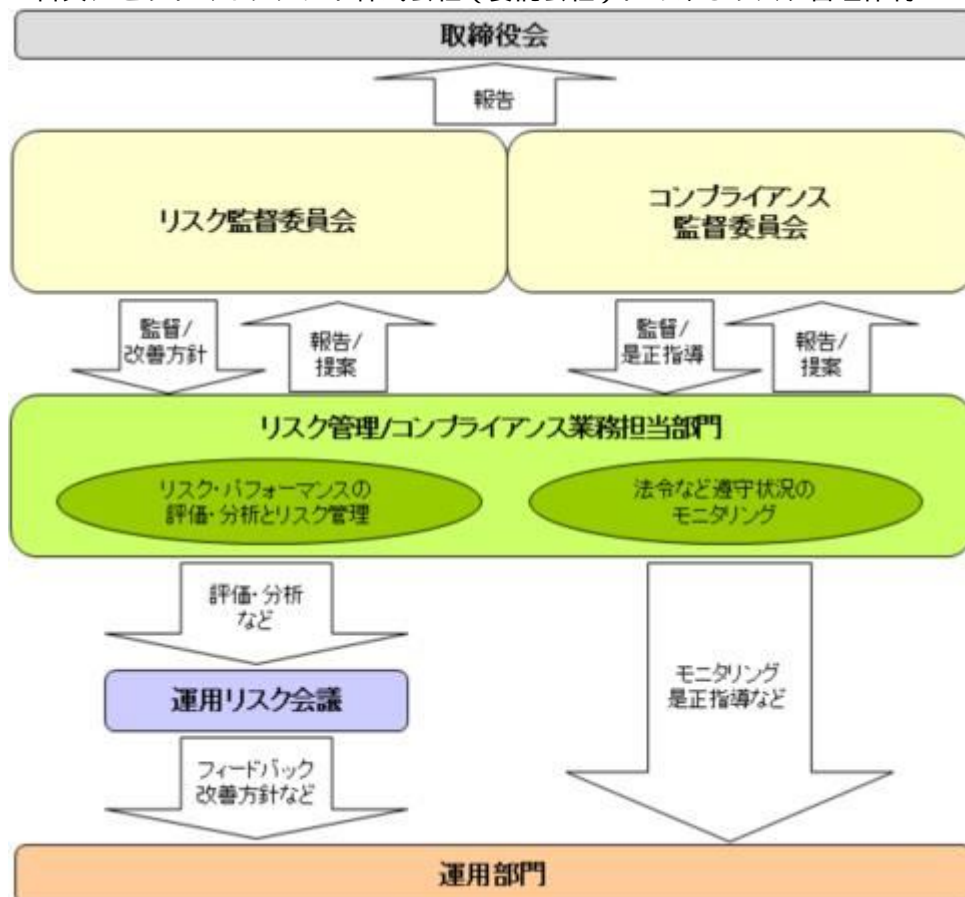 取締役会
報告
リスク監督委員会
コンプライアンス
監督委員会
監督/
改善方針
報告/
提案
監督/
是正指導
報告/
提案
リスク管理/コンプライアンス業務担当部門
リスク・パフォーマンスの
評価・分析とリスク管理
法令など遵守状況の
モニタリング
評価・分析
など
運用リスク会議
モニタリング
是正指導など
フィードバック
改善方針など
運用部門